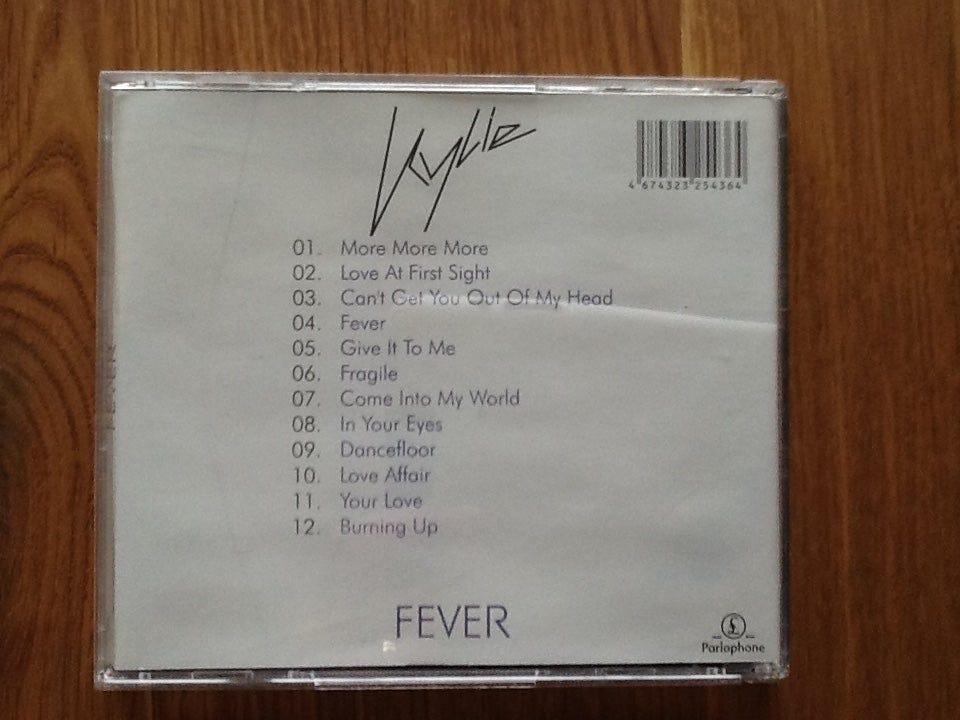 Kylie
4 674323 254364
01. More More More
02. Love At First Sight
03. Can't Get You Out Of My Head
04. Fever
05. Give It To Me
06. Fragile
07. Come Into My World
08. In Your Eyes
09. Dancefloor
10. Love Affair
11. Your Love
12. Burning Up
FEVER
£
Parlophone